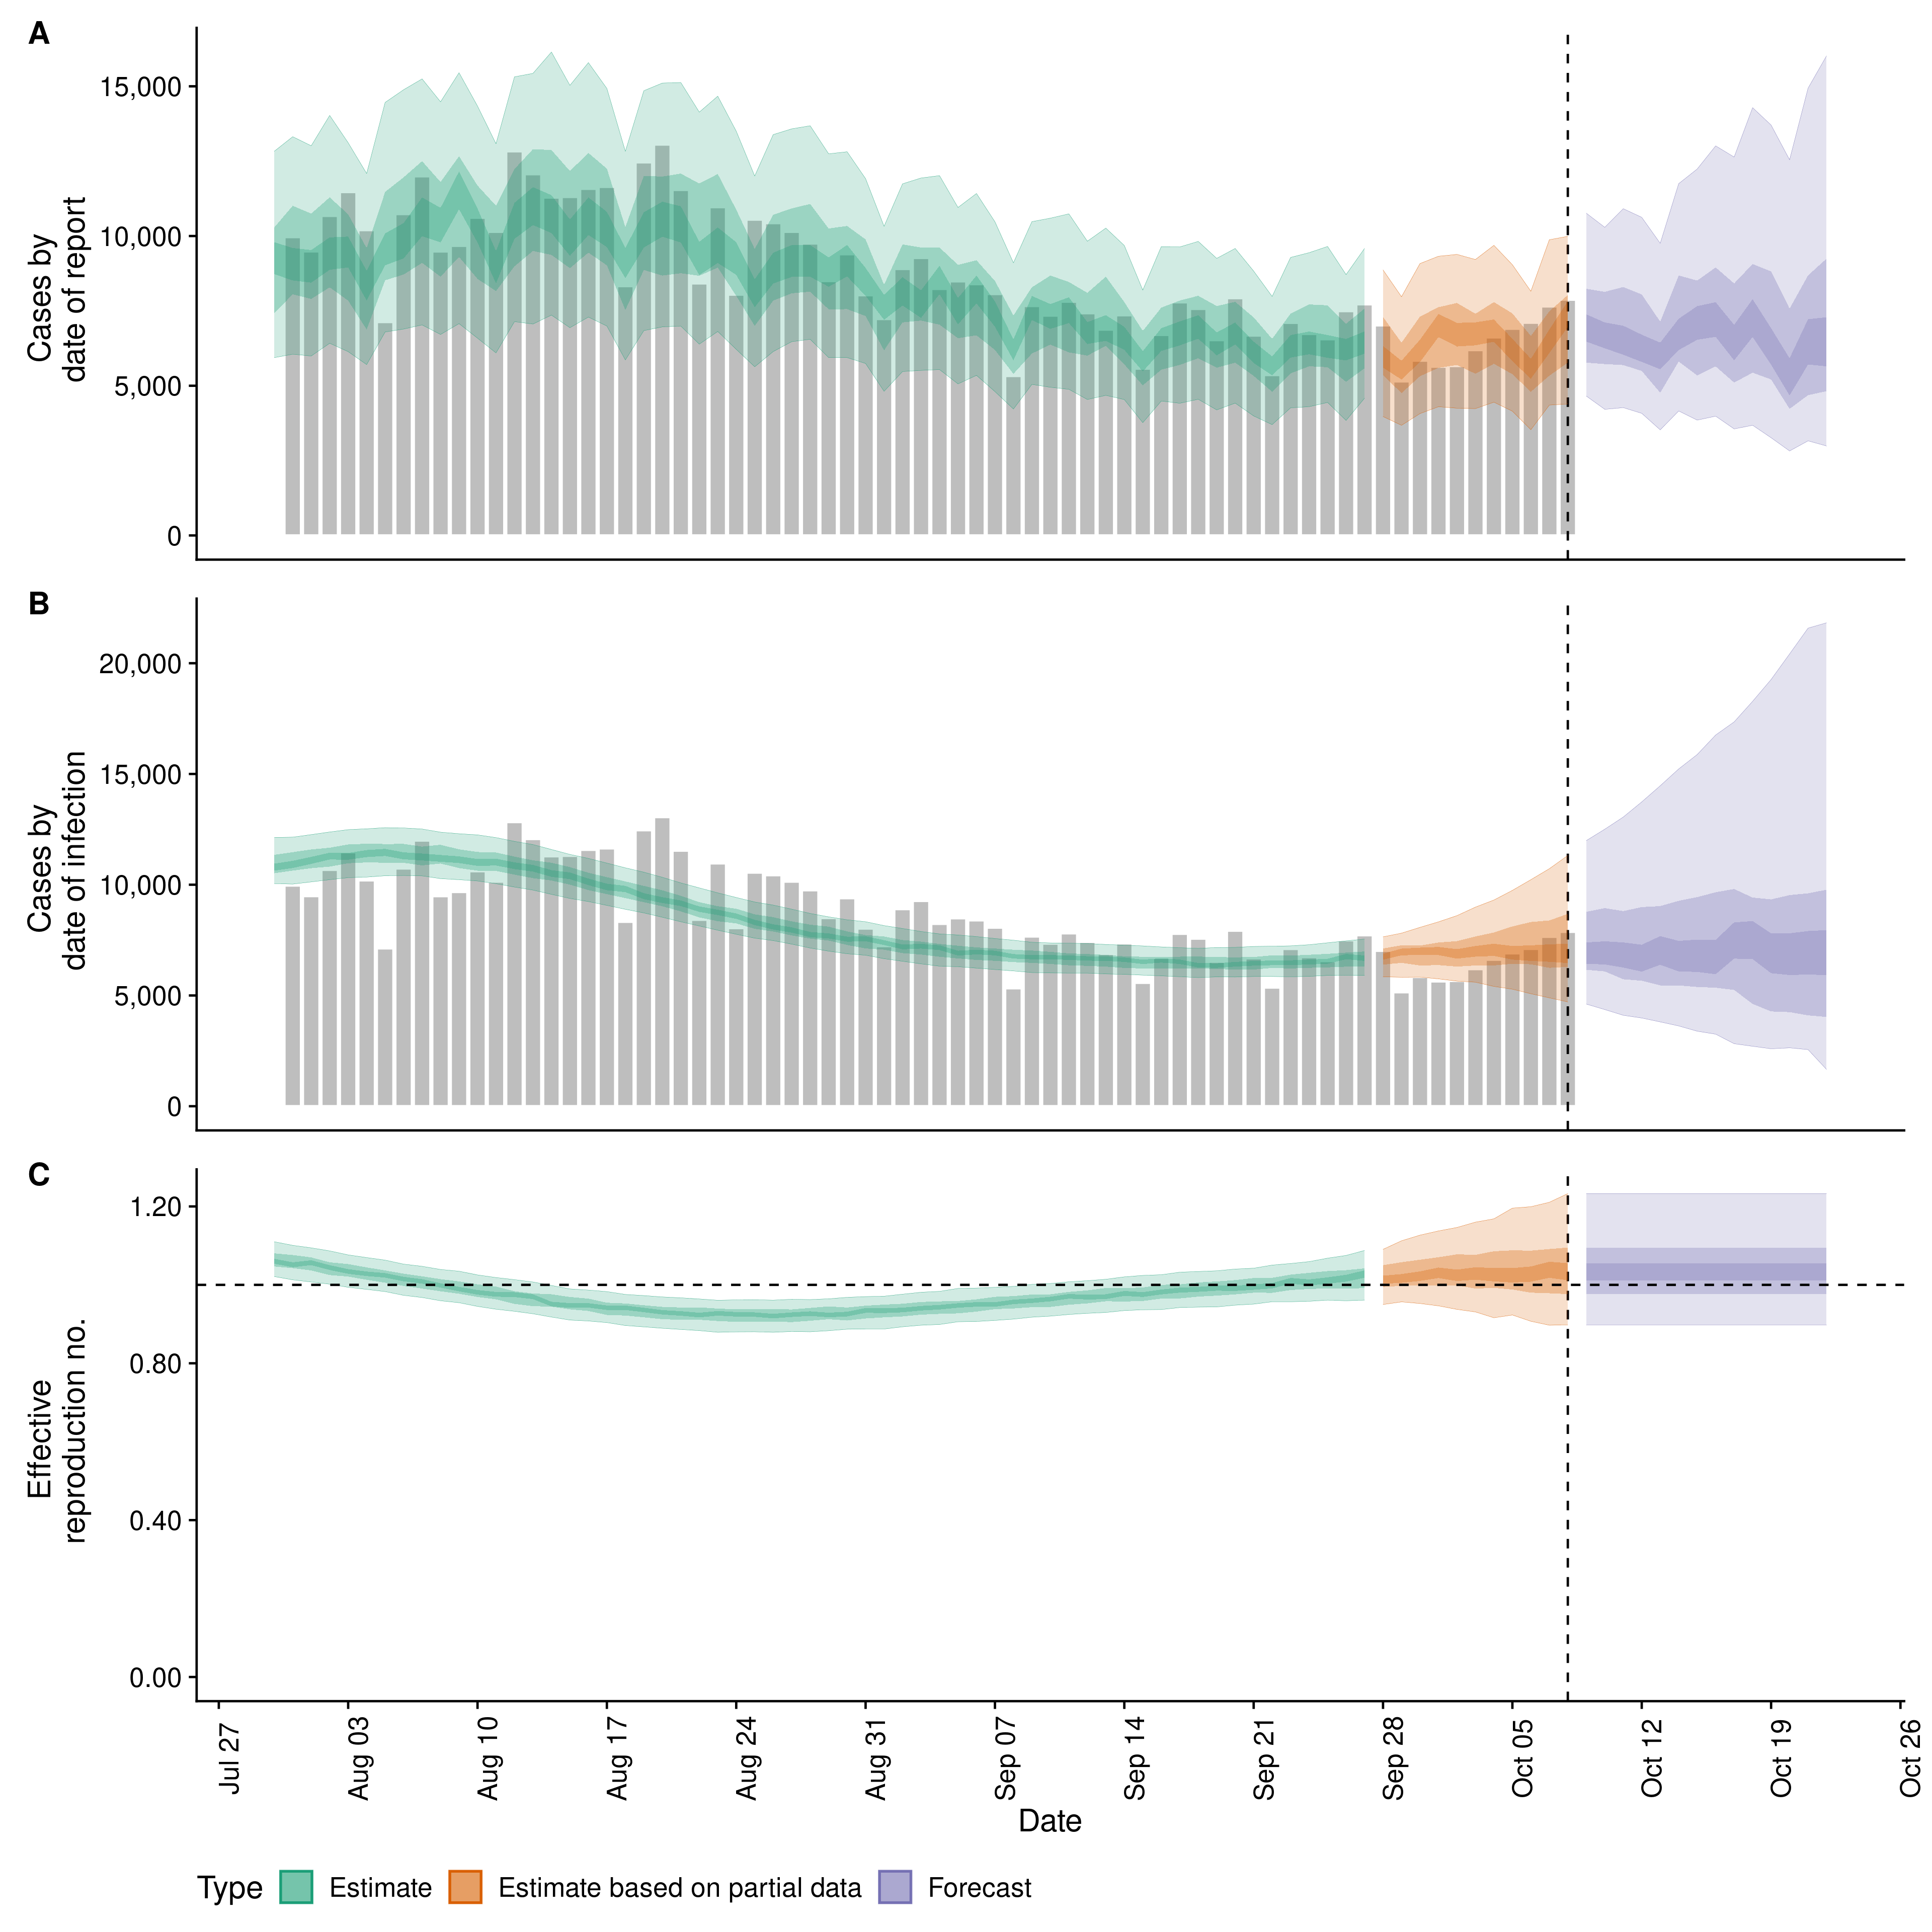 A
Cases by
date of report
15,000
10,000
5,000
0
B
Cases by
date of infection
20,000
15,000
10,000
5,000
0
C
Effective
reproduction no.
1.20
0.80
0.40
0.00
Jul 27
Aug 03
Aug 10
Aug 17
Aug 24
Aug 31
Sep 07
Sep 14
Sep 21
Sep 28
Oct 05
Oct 12
Oct 19
Oct 26
Date
Type Estimate Estimate based on partial data Forecast